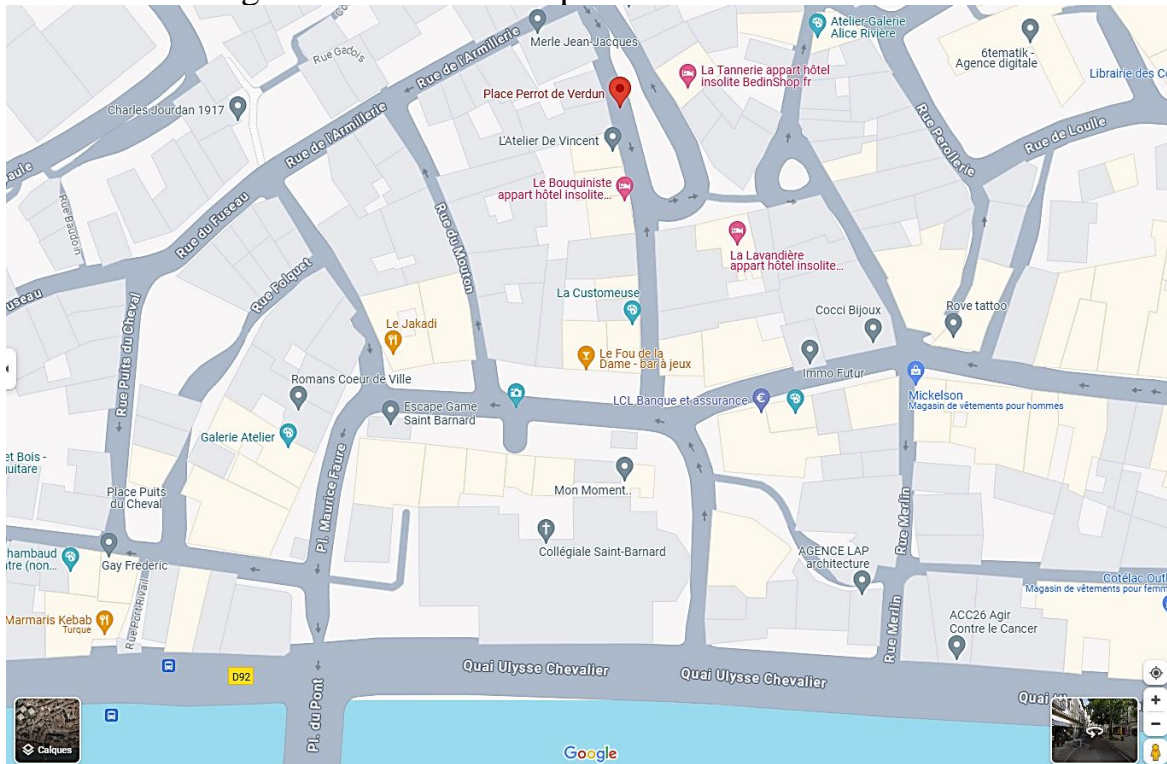 Merle Jean-Jacques
Atelier-Galerie
Alice Rivière
6tematik -
Agence digitale
Rue Gadois
Rue de l'Armillerie
La Tannerie appart hôtel
insolite BedinShop.fr
Librairie des Co
Place Perrot de Verdun
Charles Jourdan 1917
Rue de l'Armillerie
L'Atelier De Vincent
Rue Perollerie
Rue de Loulle
aule
Rue Baudoin
Le Bouquiniste
appart hôtel insolite...
Rue du Fuseau
Rue du Mouton
La Lavandière
appart hôtel insolite...
Rue Folquet
useau
La Customeuse
Rue Puits du Cheval
Cocci Bijoux
Rove tattoo
Le Jakadi
Le Fou de la
Dame - bar à jeux
Immo Futur
Romans Coeur de Ville
LCL Banque et assurance
Mickelson
Magasin de vêtements pour hommes
Escape Game
Saint Barnard
Galerie Atelier
et Bois -
guitare
Pl. Maurice Faure
Place Puits
du Cheval
Mon Moment..
Rue Merlin
Collégiale Saint-Barnard
AGENCE LAP
architecture
hambaud
tre (non...
Gay Frederic
Cotélac Outl
Magasin de vêtements pour femm
Rue Port Rivail
Marmaris Kebab
Turque
Rue Merlin
ACC26 Agir
Contre le Cancer
D92
Quai Ulysse Chevalier
Quai Ulysse Chevalier
Pl. du Pont
Calques
Google